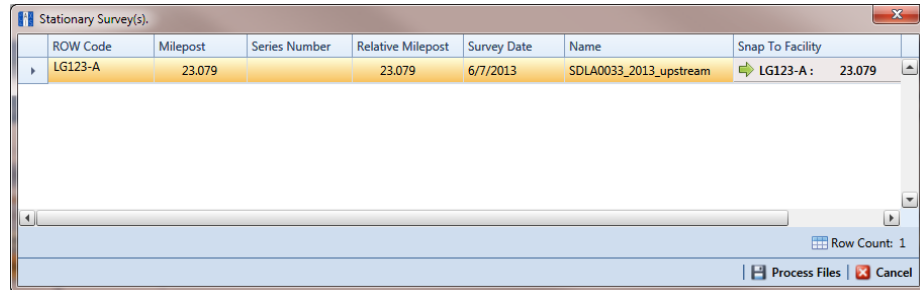 Stationary Survey(s).
ROW Code Milepost Series Number Relative Milepost Survey Date Name Snap To Facility
LG123-A 23.079 23.079 6/7/2013 SDLA0033_2013_upstream LG123-A : 23.079
Row Count: 1
Process Files Cancel